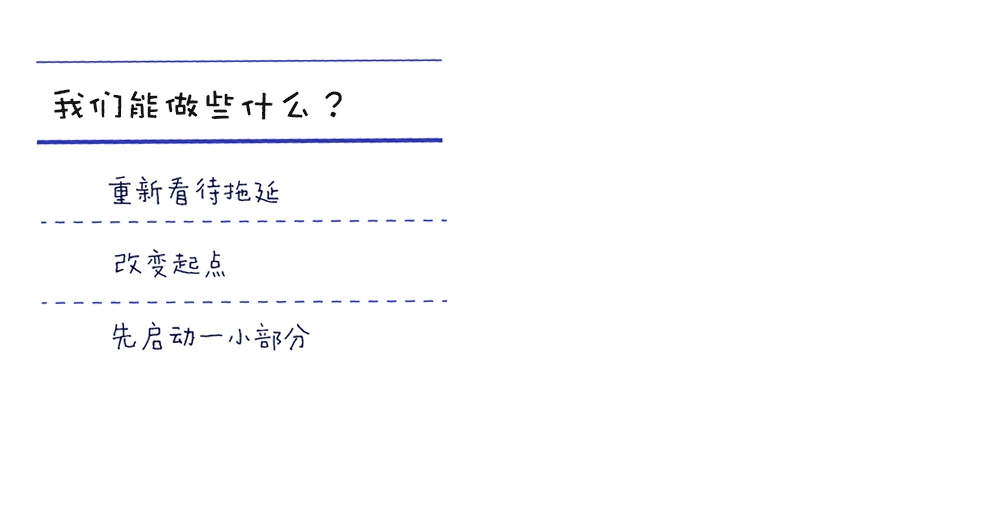 我们能做些什么？
重新看待拖延
改变起点
先启动一小部分